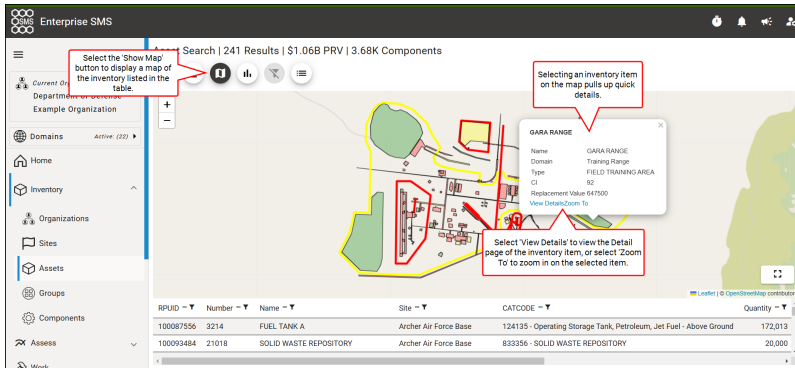 SMS
Enterprise SMS
Search | 241 Results | $1.06B PRV | 3.68K Components
Select the 'Show Map'
button to display a map of
the inventory listed in the
table.
Current Or
Department of Defense
Example Organization
Selecting an inventory item
on the map pulls up quick
details.
+
−
Domains
Active: (22)
Home
Inventory
Organizations
Sites
Assets
Groups
Components
Assess
Work
GARA RANGE
×
Name GARA RANGE
Domain Training Range
Type FIELD TRAINING AREA
CI 92
Replacement Value 647500
View DetailsZoom To
Select 'View Details' to view the Detail
page of the inventory item, or select 'Zoom
To' to zoom in on the selected item.
Leaflet | © OpenStreetMap contributor
RPUID Number Name Site CATCODE Quantity
100087556 3214 FUEL TANK A Archer Air Force Base 124135 - Operating Storage Tank, Petroleum, Jet Fuel - Above Ground 172,013
100093484 21018 SOLID WASTE REPOSITORY Archer Air Force Base 833356 - SOLID WASTE REPOSITORY 20,000